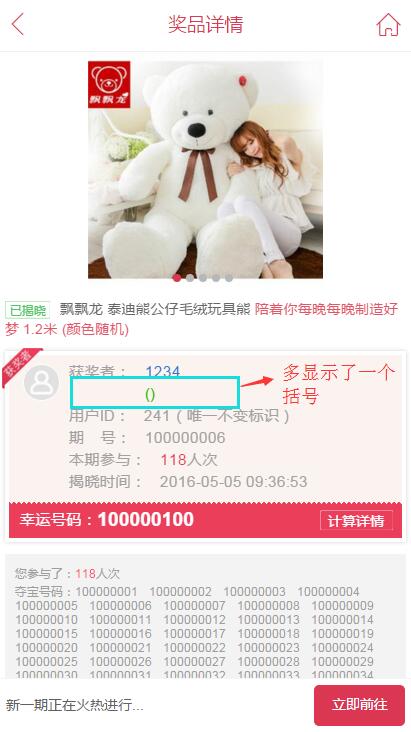 奖品详情
飘飘龙
已揭晓 飘飘龙 泰迪熊公仔毛绒玩具熊 陪着你每晚每晚制造好
梦 1.2米 (颜色随机)
获奖者
获奖者： 1234
()
多显示了一个
括号
用户ID： 241（唯一不变标识）
期 号： 100000006
本期参与： 118人次
揭晓时间： 2016-05-05 09:36:53
幸运号码：100000100 计算详情
您参与了：118人次
夺宝号码：100000001 100000002 100000003 100000004
100000005 100000006 100000007 100000008 100000009
100000010 100000011 100000012 100000013 100000014
100000015 100000016 100000017 100000018 100000019
100000020 100000021 100000022 100000023 100000024
100000025 100000026 100000027 100000028 100000029
100000030 100000031 100000032 100000033 100000034
新一期正在火热进行... 立即前往